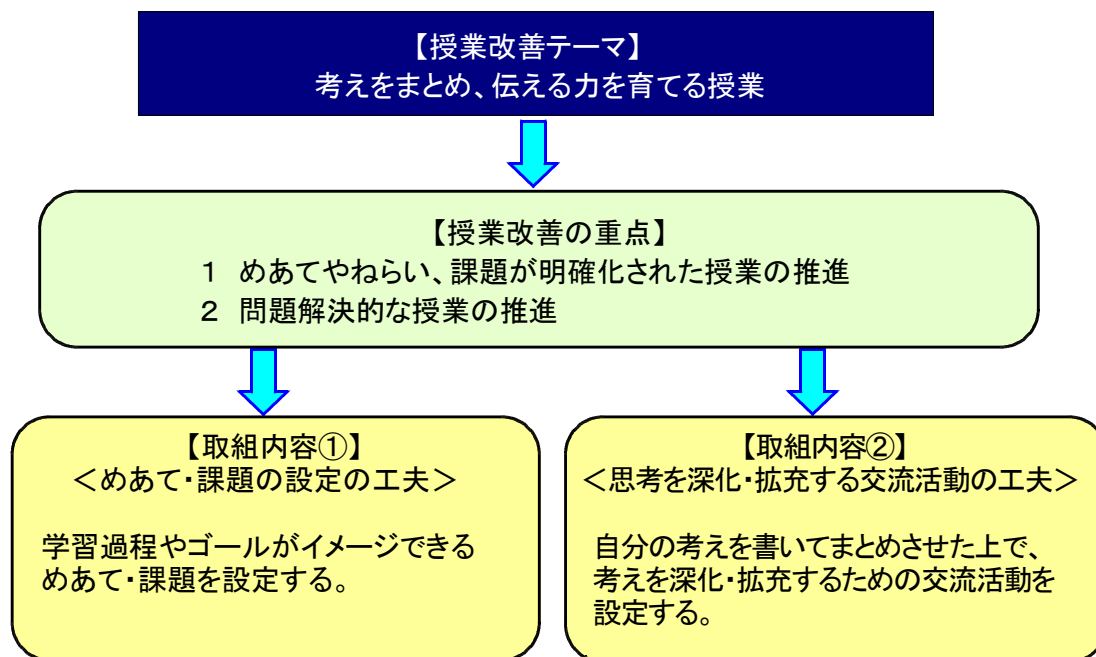 【授業改善テーマ】
考えをまとめ、伝える力を育てる授業
【授業改善の重点】
１ めあてやねらい、課題が明確化された授業の推進
２ 問題解決的な授業の推進
【取組内容①】
＜めあて・課題の設定の工夫＞
学習過程やゴールがイメージできる
めあて・課題を設定する。
【取組内容②】
＜思考を深化・拡充する交流活動の工夫＞
自分の考えを書いてまとめさせた上で、
考えを深化・拡充するための交流活動を
設定する。